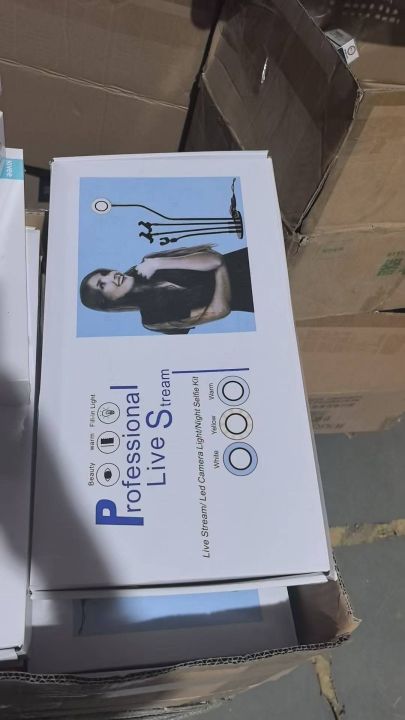 Beauty warm Fill-in Light
Professional
Live Stream
Live Stream/ Led Camera Light/Night Selfie Kit
White Yellow Warm